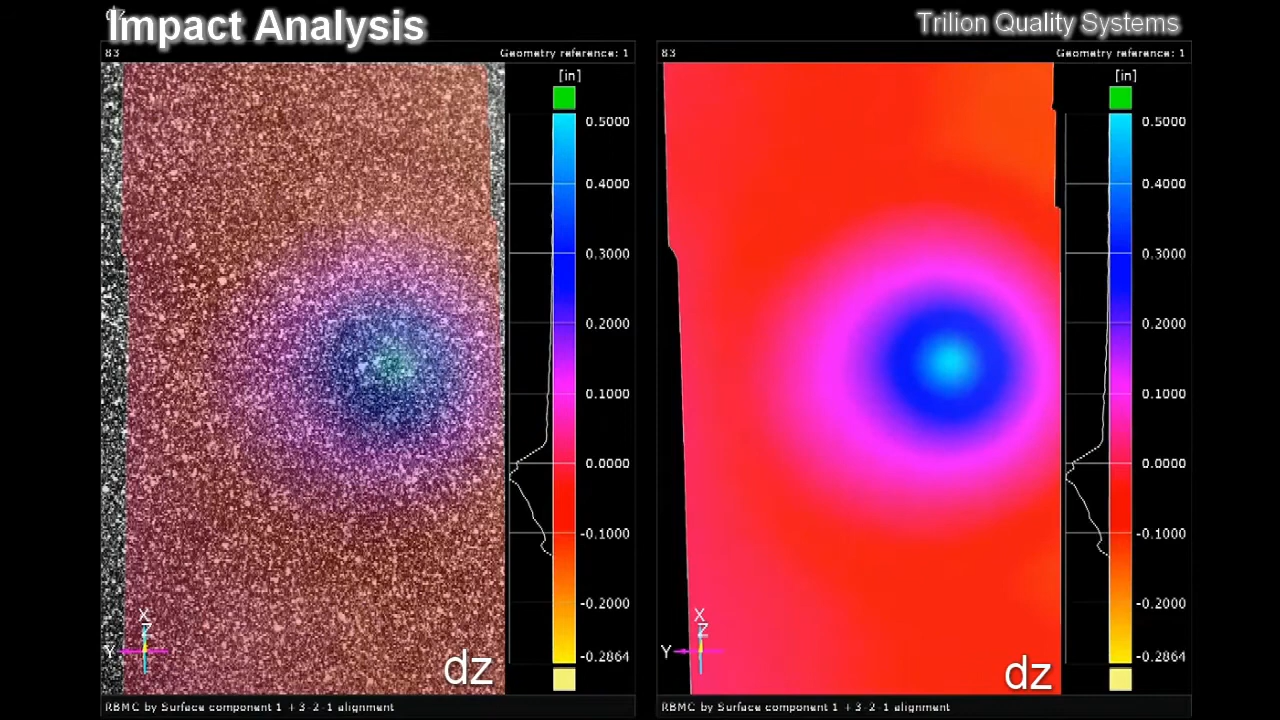 Impact Analysis
Trilion Quality Systems
83
Geometry reference: 1
[in]
0.5000
0.4000
0.3000
0.2000
0.1000
0.0000
-0.1000
-0.2000
-0.2864
X
Z
Y
dz
RBMC by Surface component 1 +3-2-1 alignment
83
Geometry reference: 1
[in]
0.5000
0.4000
0.3000
0.2000
0.1000
0.0000
-0.1000
-0.2000
-0.2864
X
Z
Y
dz
RBMC by Surface component 1 +3-2-1 alignment